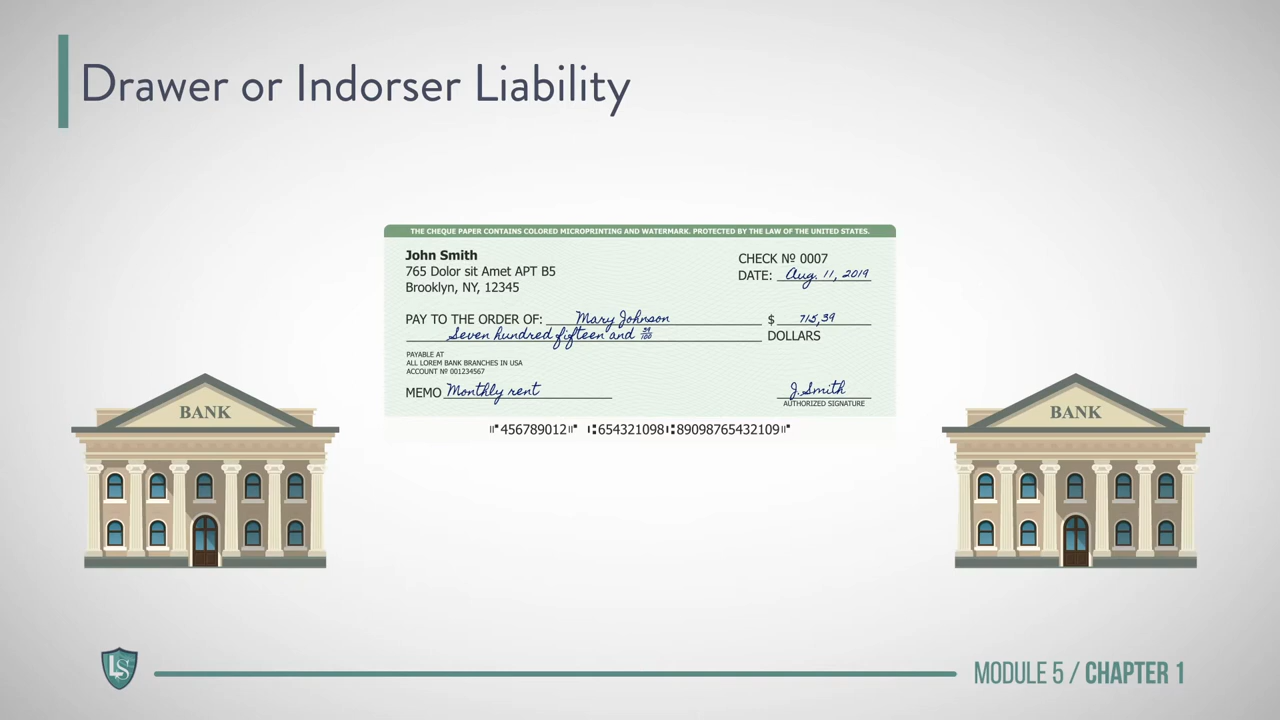 Drawer or Indorser Liability
THE CHEQUE PAPER CONTAINS COLORED MICROPRINTING AND WATERMARK. PROTECTED BY THE LAW OF THE UNITED STATES.
John Smith
765 Dolor sit Amet APT B5
Brooklyn, NY, 12345
CHECK Nº 0007
DATE: Aug. 11, 2019
PAY TO THE ORDER OF: Mary Johnson $ 715,39
Seven hundred fifteen and 39/100 DOLLARS
PAYABLE AT
ALL LOREM BANK BRANCHES IN USA
ACCOUNT Nº 001234567
MEMO Monthly rent
J. Smith
AUTHORIZED SIGNATURE
⑈456789012⑈ ⑆654321098⑆89098765432109⑈
BANK
BANK
LS
MODULE 5 / CHAPTER 1